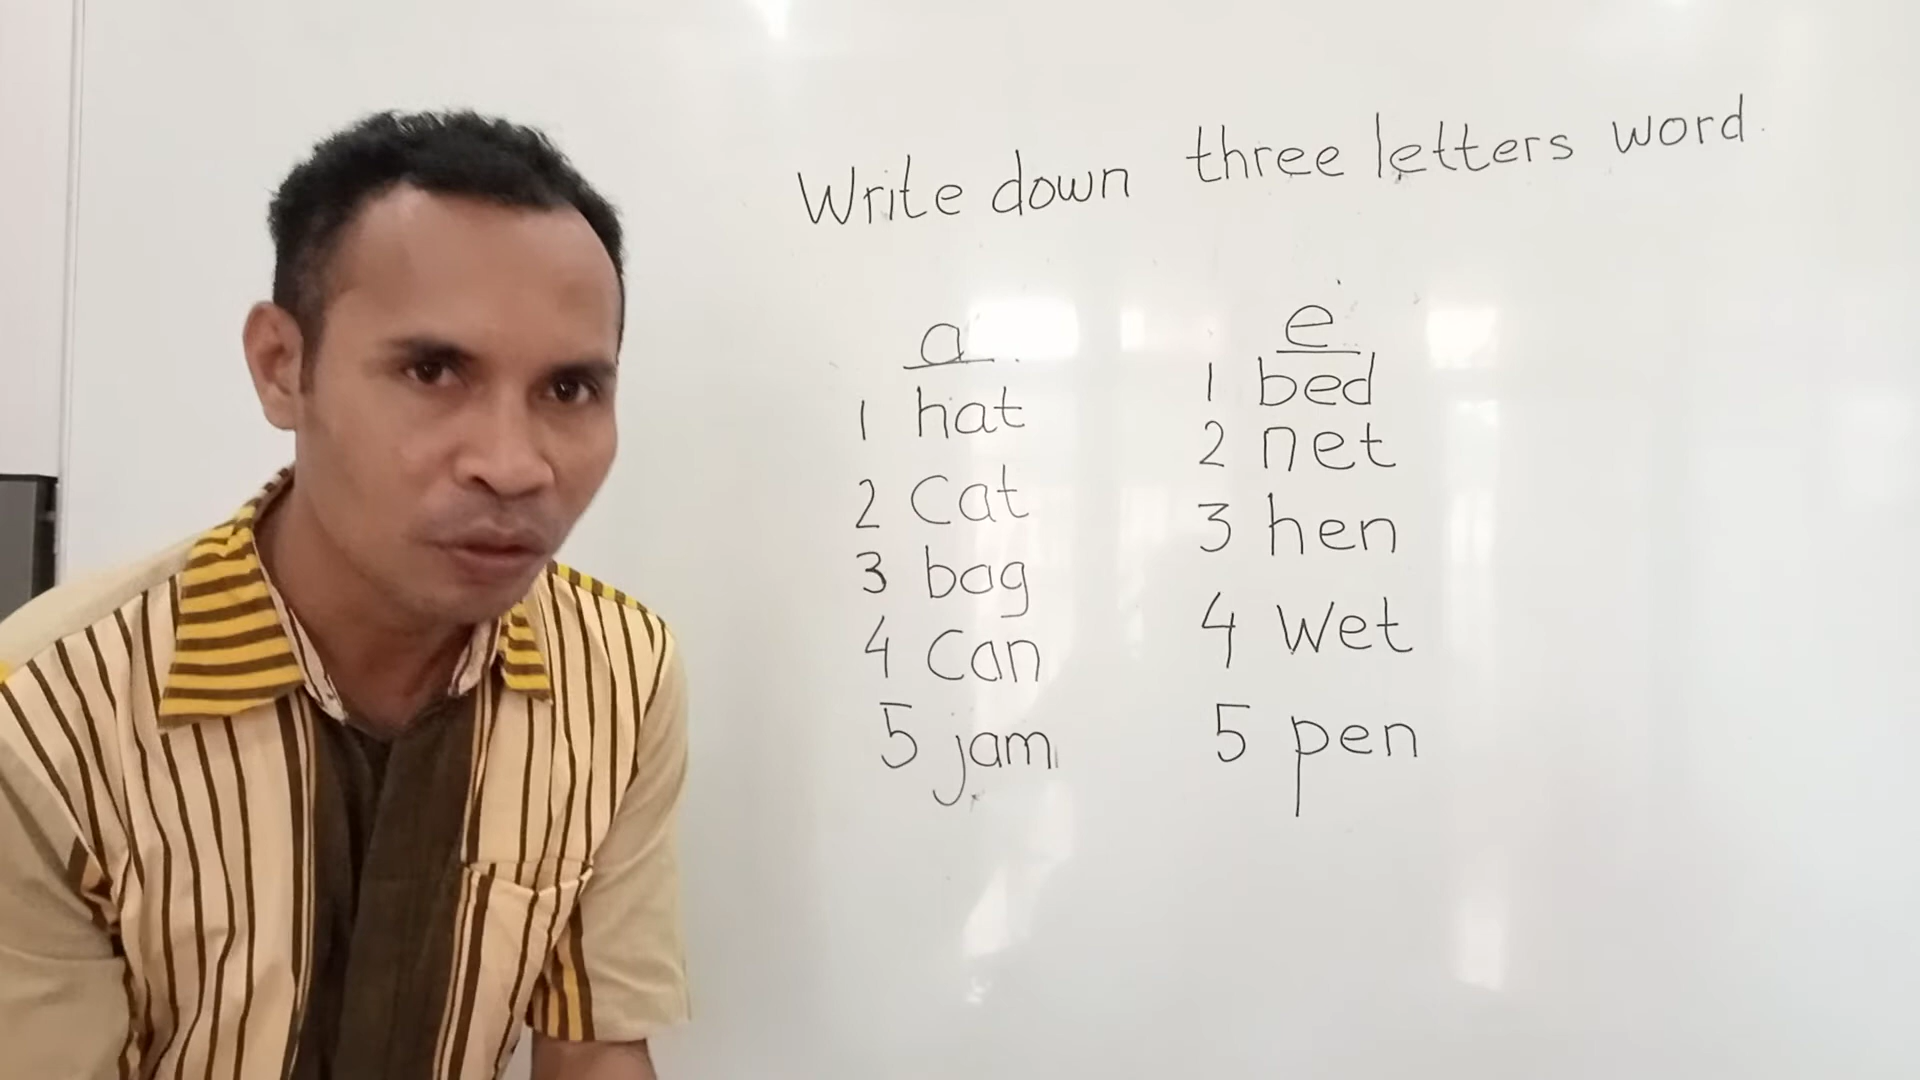 Write down three letters word
a
1 hat
2 Cat
3 bag
4 Can
5 jam
e
1 bed
2 net
3 hen
4 Wet
5 pen